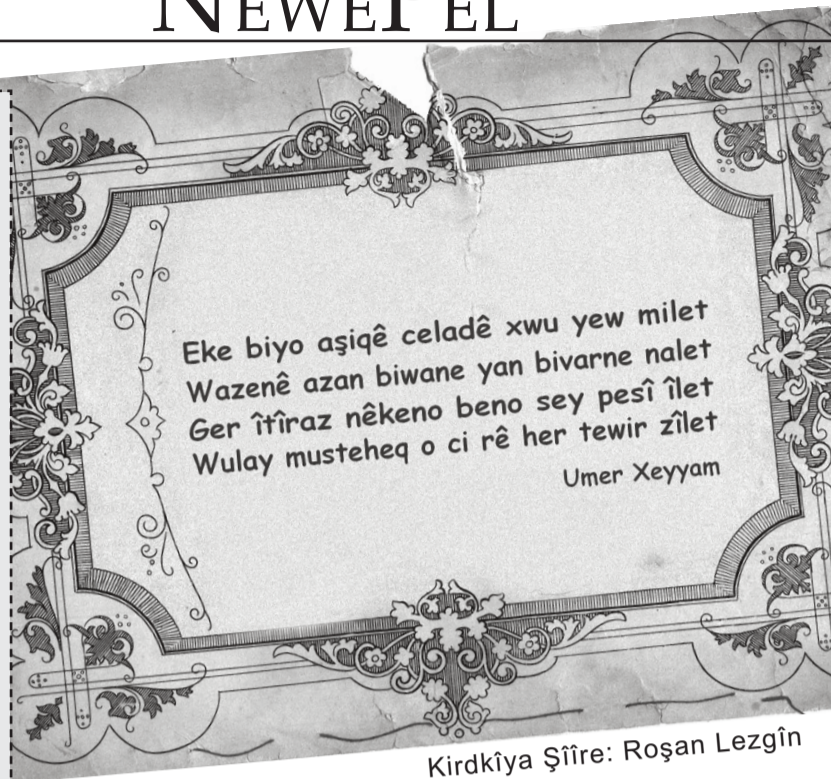 NEWEPEL
Eke biyo aşiqê celadê xwu yew milet
Wazenê azan biwane yan bivarne nalet
Ger îtîraz nêkeno beno sey pesî îlet
Wulay musteheq o ci rê her tewir zîlet
Umer Xeyyam
Kirdkîya Şîîre: Roşan Lezgîn